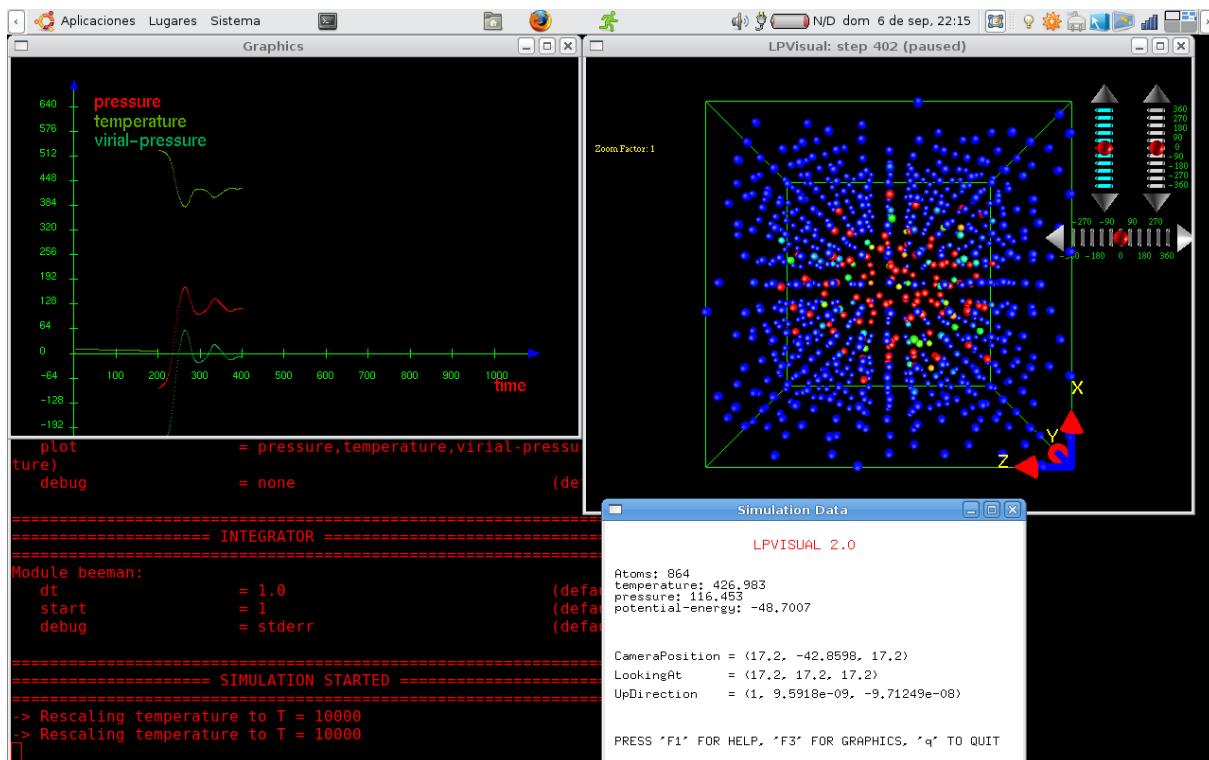 Aplicaciones Lugares Sistema N/D dom 6 de sep, 22:15
Graphics
640
576
512
448
384
320
256
192
128
64
0
-64
-128
-192
pressure
temperature
virial-pressure
100 200 300 400 500 600 700 800 900 1000
time
LPVisual: step 402 (paused)
Zoom Factor: 1
360
270
180
90
0
-90
-180
-270
-360
-270 -90 90 270
-180 0 180 360
X
Y
Z
plot = pressure,temperature,virial-pressu
ture)
debug = none (de
==================== INTEGRATOR ====================
Module beeman:
dt = 1.0 (defa
start = 1 (defa
debug = stderr (defa
==================== SIMULATION STARTED ====================
-> Rescaling temperature to T = 10000
-> Rescaling temperature to T = 10000
Simulation Data
LPVISUAL 2.0
Atoms: 864
temperature: 426.983
pressure: 116.453
potential-energy: -48.7007
CameraPosition = (17.2, -42.8598, 17.2)
LookingAt = (17.2, 17.2, 17.2)
UpDirection = (1, 9.5918e-09, -9.71249e-08)
PRESS "F1" FOR HELP, "F3" FOR GRAPHICS, "q" TO QUIT